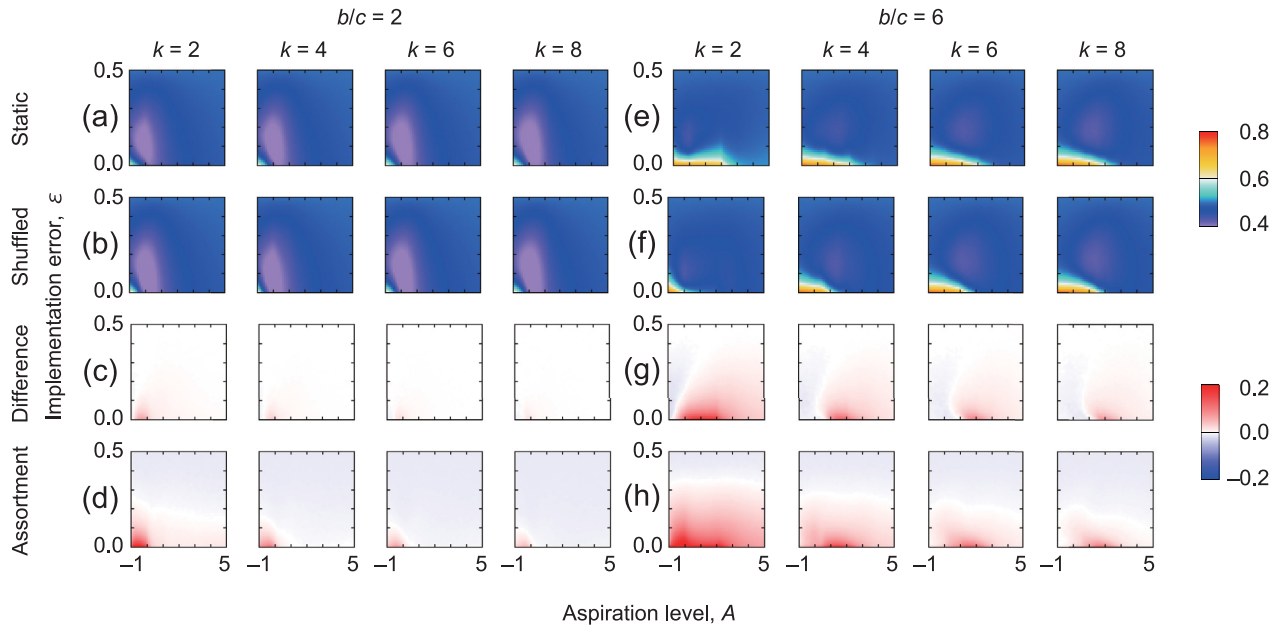 b/c = 2
b/c = 6
k = 2
k = 4
k = 6
k = 8
k = 2
k = 4
k = 6
k = 8
Static
0.5
(a)
0.0
(e)
0.5
0.0
0.8
0.6
0.4
Shuffled
0.5
(b)
0.0
0.5
(f)
0.0
Implementation error, ε
Difference
0.5
(c)
0.0
0.5
(g)
0.0
0.2
0.0
–0.2
Assortment
0.5
(d)
0.0
0.5
(h)
0.0
–1 5
–1 5
–1 5
–1 5
–1 5
–1 5
–1 5
–1 5
Aspiration level, A